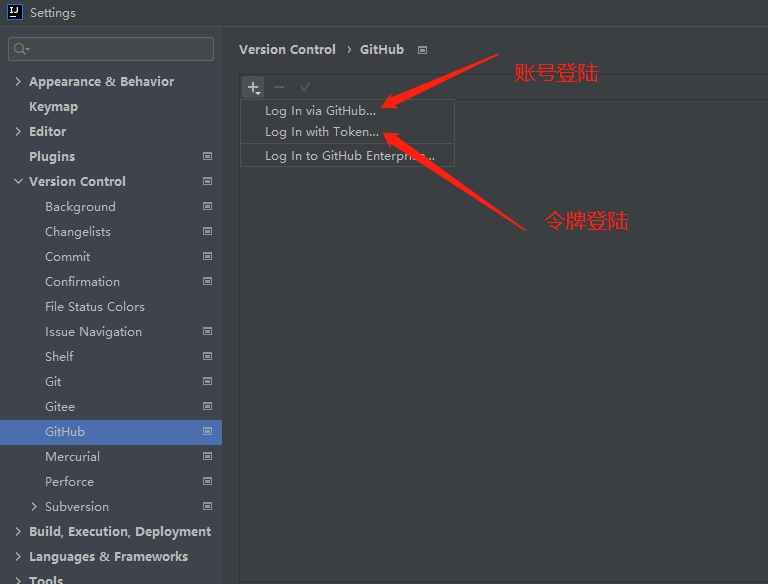 Settings
Version Control › GitHub
账号登陆
Appearance & Behavior
Keymap
Editor
Plugins
Version Control
Background
Changelists
Commit
Confirmation
File Status Colors
Issue Navigation
Shelf
Git
Gitee
GitHub
Mercurial
Perforce
Subversion
Build, Execution, Deployment
Languages & Frameworks
Tools
Log In via GitHub...
Log In with Token...
Log In to GitHub Enterprise...
令牌登陆